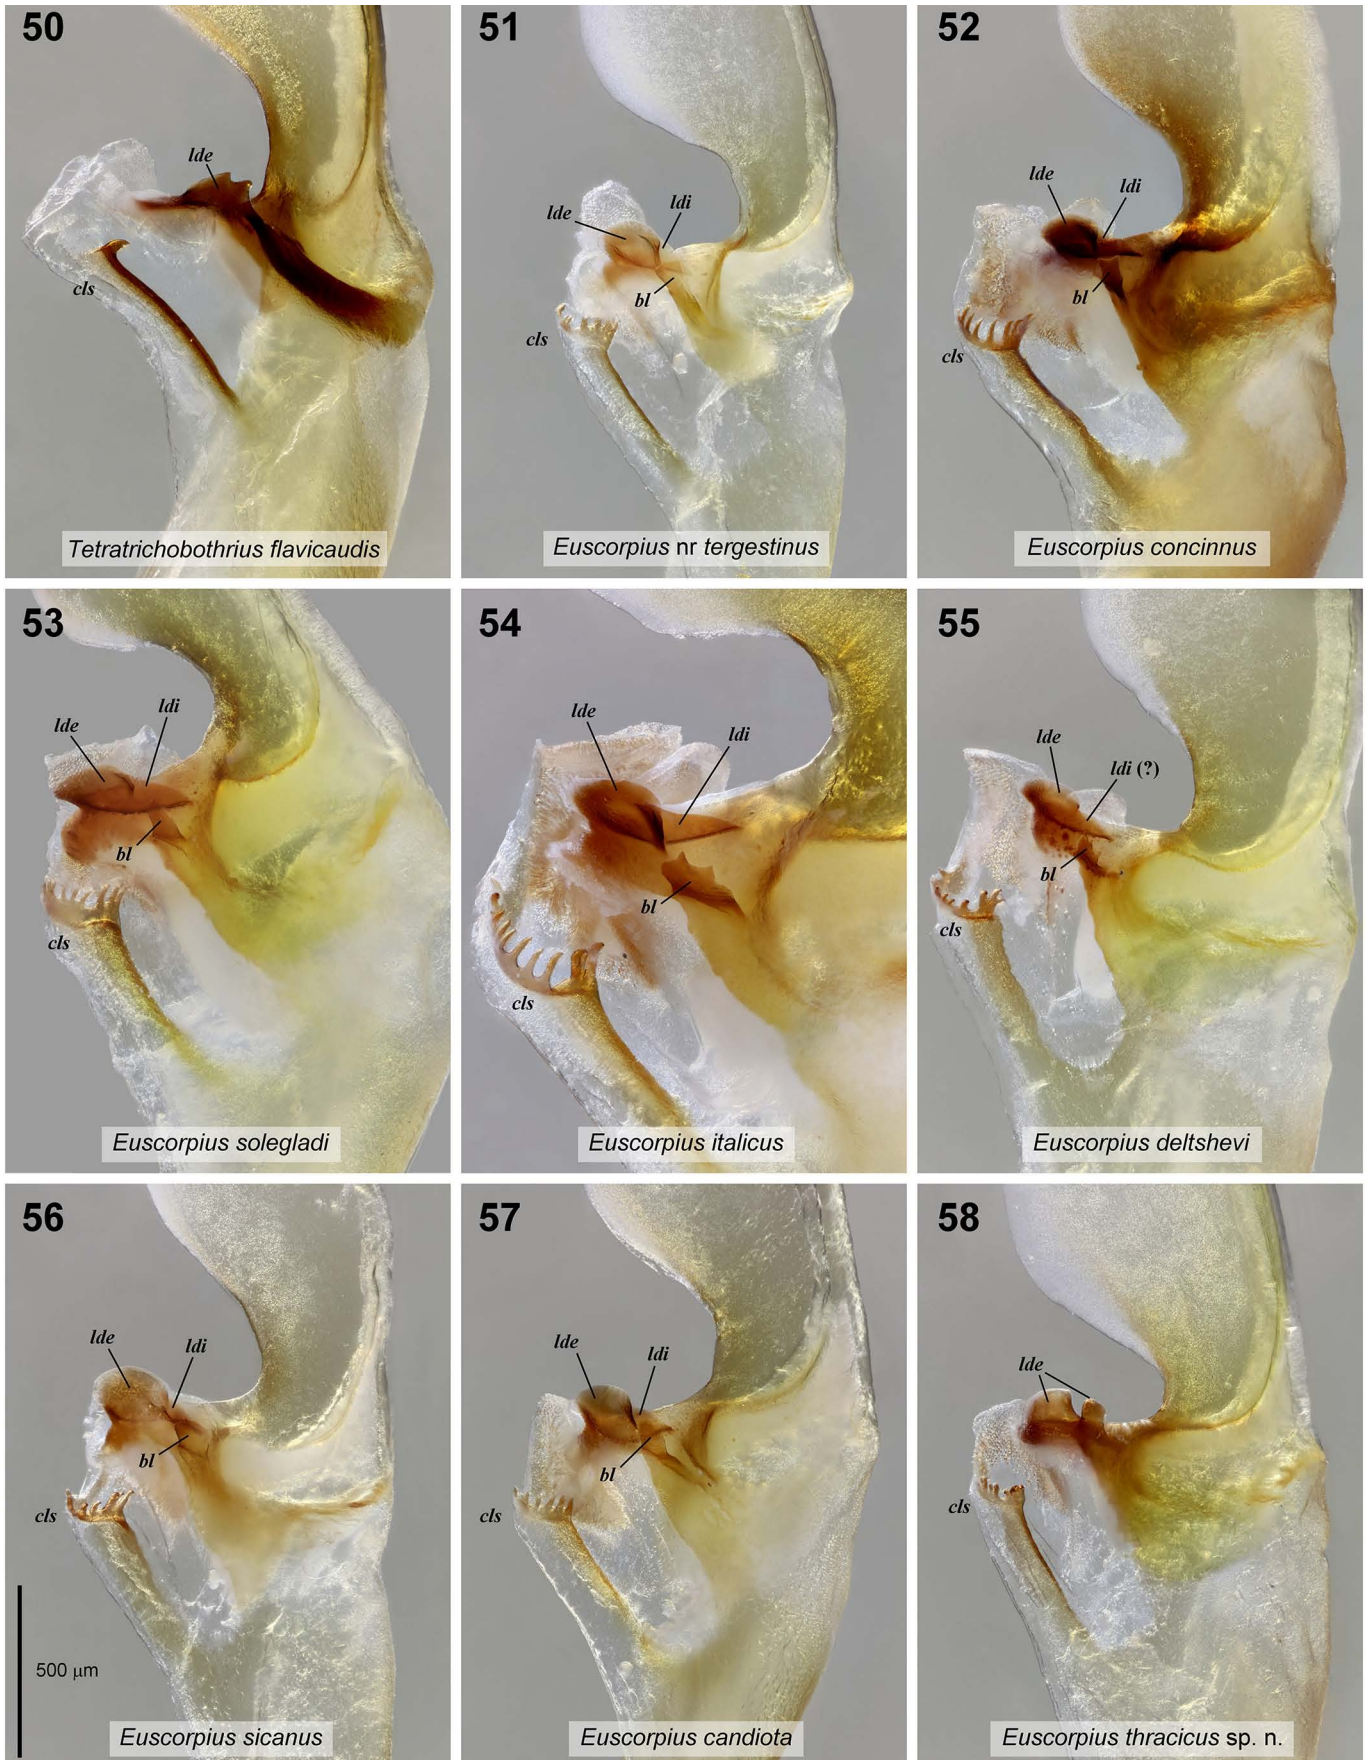 50
lde
cls
Tetratrichobothrius flavicaudis
51
lde
ldi
bl
cls
Euscorpius nr tergestinus
52
lde
ldi
bl
cls
Euscorpius concinnus
53
lde
ldi
bl
cls
Euscorpius solegladi
54
lde
ldi
bl
cls
Euscorpius italicus
55
lde
ldi (?)
bl
cls
Euscorpius deltshevi
56
lde
ldi
bl
cls
500 µm
Euscorpius sicanus
57
lde
ldi
bl
cls
Euscorpius candiota
58
lde
cls
Euscorpius thracicus sp. n.